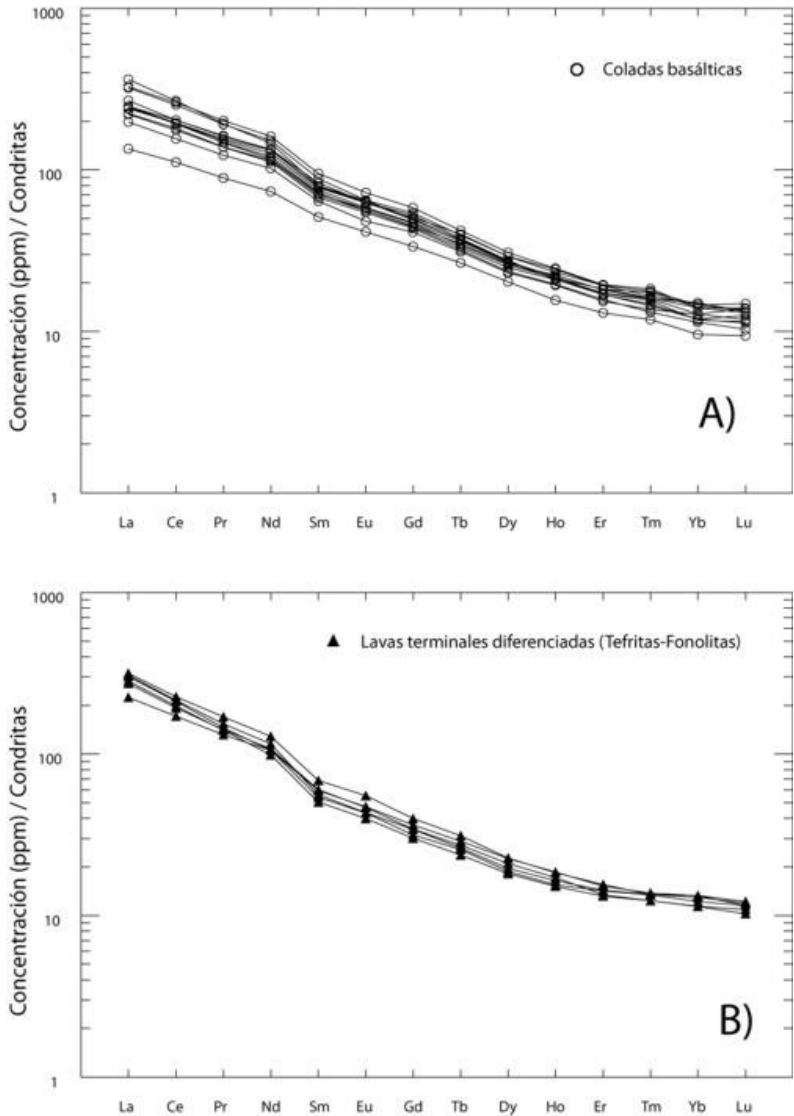 1000
Coladas basálticas
100
Concentración (ppm) / Condritas
10
A)
1
La Ce Pr Nd Sm Eu Gd Tb Dy Ho Er Tm Yb Lu
1000
Lavas terminales diferenciadas (Tefritas-Fonolitas)
100
Concentración (ppm) / Condritas
10
B)
1
La Ce Pr Nd Sm Eu Gd Tb Dy Ho Er Tm Yb Lu